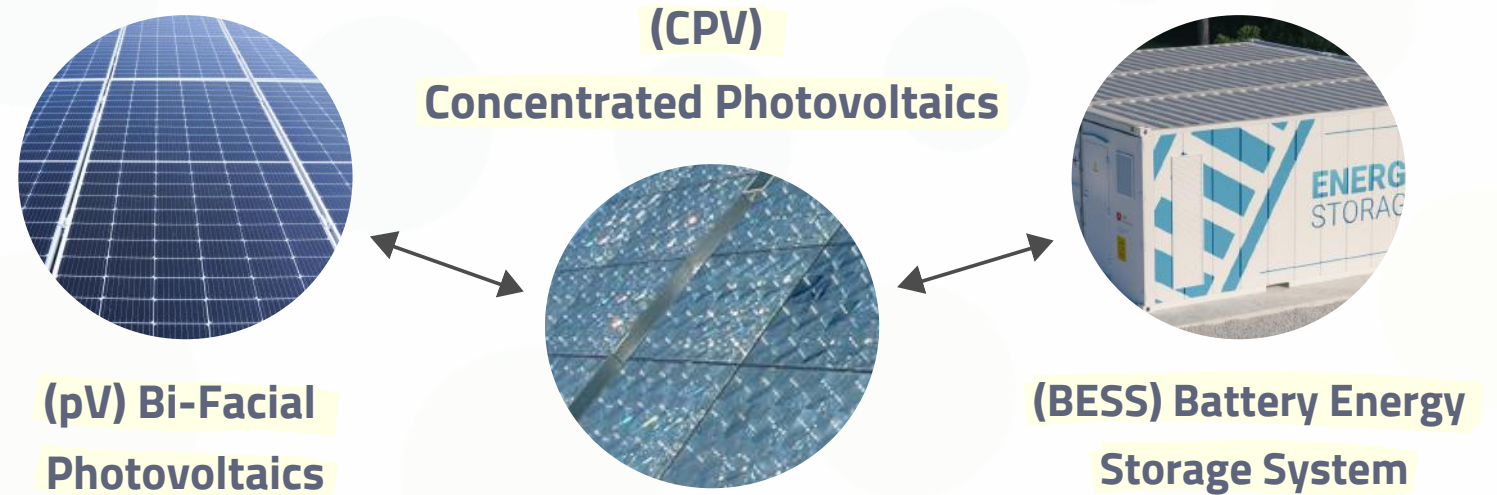 (CPV)
Concentrated Photovoltaics
(pV) Bi-Facial
Photovoltaics
ENERG
STORAG
(BESS) Battery Energy
Storage System